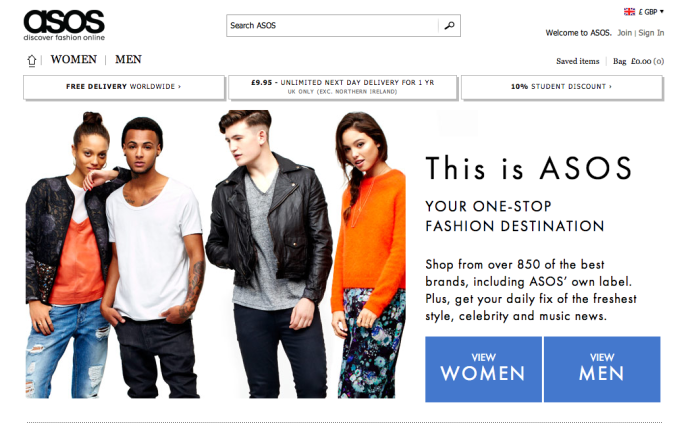 asos
discover fashion online
Search ASOS
£ GBP ▼
Welcome to ASOS. Join | Sign In
WOMEN | MEN
Saved items | Bag £0.00 (0)
FREE DELIVERY WORLDWIDE ›
£9.95 - UNLIMITED NEXT DAY DELIVERY FOR 1 YR
UK ONLY (EXC. NORTHERN IRELAND)
10% STUDENT DISCOUNT ›
This is ASOS
YOUR ONE-STOP
FASHION DESTINATION
Shop from over 850 of the best
brands, including ASOS’ own label.
Plus, get your daily fix of the freshest
style, celebrity and music news.
VIEW
WOMEN
VIEW
MEN